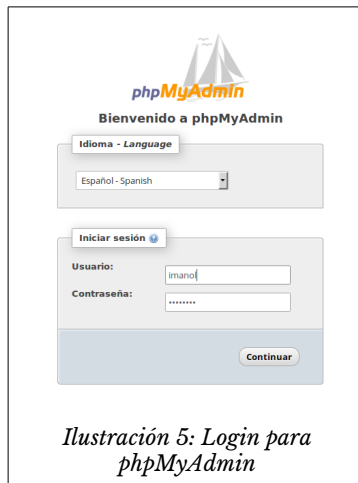 phpMyAdmin
Bienvenido a phpMyAdmin
Idioma - Language
Español - Spanish
Iniciar sesión
Usuario:
imanol
Contraseña:
••••••••
Continuar
Ilustración 5: Login para
phpMyAdmin